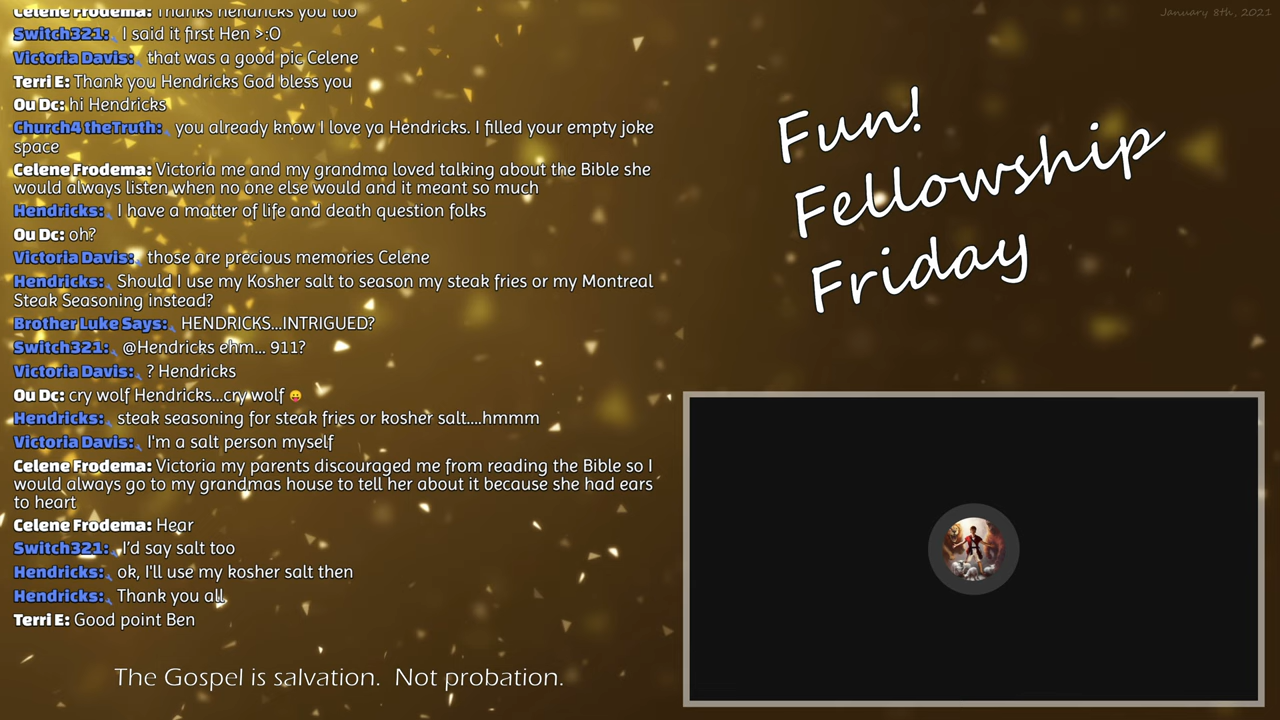 Celene Frodema: Thanks hendricks you too
Switch321: I said it first Hen >:O
Victoria Davis: that was a good pic Celene
Terri E: Thank you Hendricks God bless you
Ou Dc: hi Hendricks
Church4theTruth: you already know I love ya Hendricks. I filled your empty joke
space
Celene Frodema: Victoria me and my grandma loved talking about the Bible she
would always listen when no one else would and it meant so much
Hendricks: I have a matter of life and death question folks
Ou Dc: oh?
Victoria Davis: those are precious memories Celene
Hendricks: Should I use my Kosher salt to season my steak fries or my Montreal
Steak Seasoning instead?
Brother Luke Says: HENDRICKS...INTRIGUED?
Switch321: @Hendricks ehm... 911?
Victoria Davis: ? Hendricks
Ou Dc: cry wolf Hendricks...cry wolf 😛
Hendricks: steak seasoning for steak fries or kosher salt....hmmm
Victoria Davis: I'm a salt person myself
Celene Frodema: Victoria my parents discouraged me from reading the Bible so I
would always go to my grandmas house to tell her about it because she had ears
to heart
Celene Frodema: Hear
Switch321: I'd say salt too
Hendricks: ok, I'll use my kosher salt then
Hendricks: Thank you all
Terri E: Good point Ben
The Gospel is salvation. Not probation.
January 8th, 2021
Fun!
Fellowship
Friday